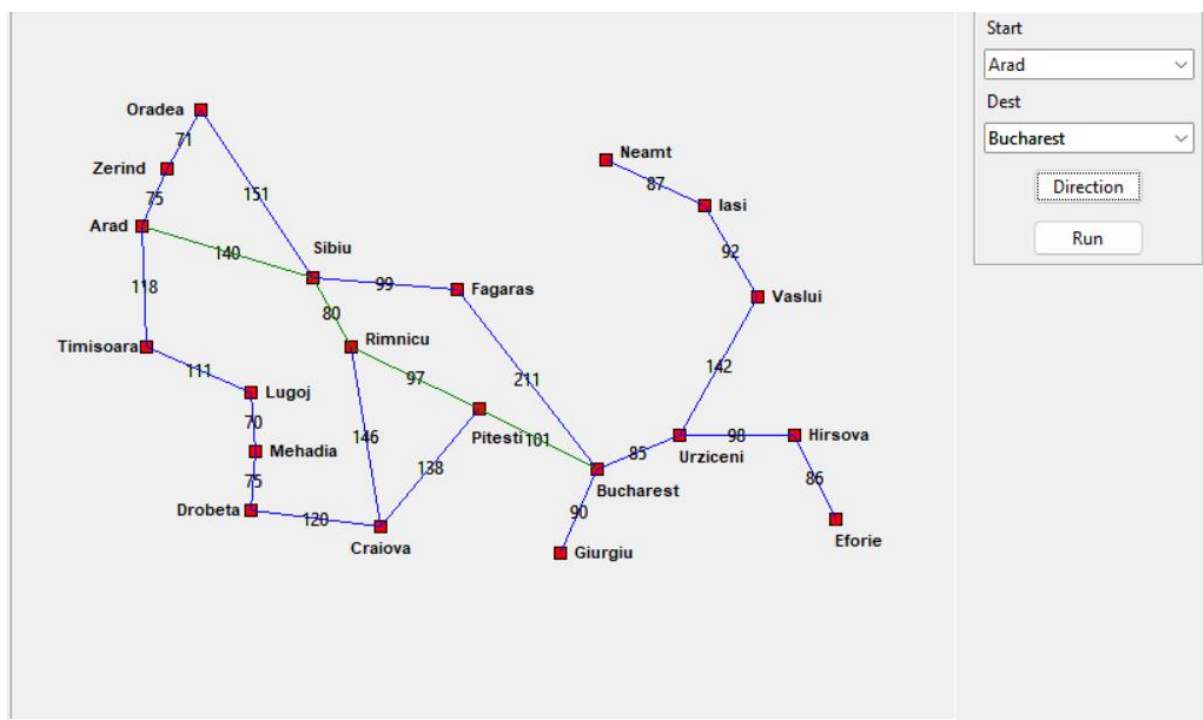 Start
Arad
Dest
Bucharest
Direction
Run
Oradea
71
Zerind
75
151
Arad
140
Sibiu
118
99
Fagaras
80
Rimnicu
Timisoara
111
97
211
Lugoj
70
Mehadia
146
Pitesti
101
138
75
Drobeta
120
Craiova
Neamt
87
Iasi
92
Vaslui
142
85
Urziceni
98
Hirsova
86
Bucharest
90
Giurgiu
Eforie